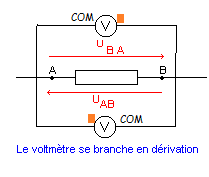 COM
V
U B A
A
B
U AB
V
COM
Le voltmètre se branche en dérivation